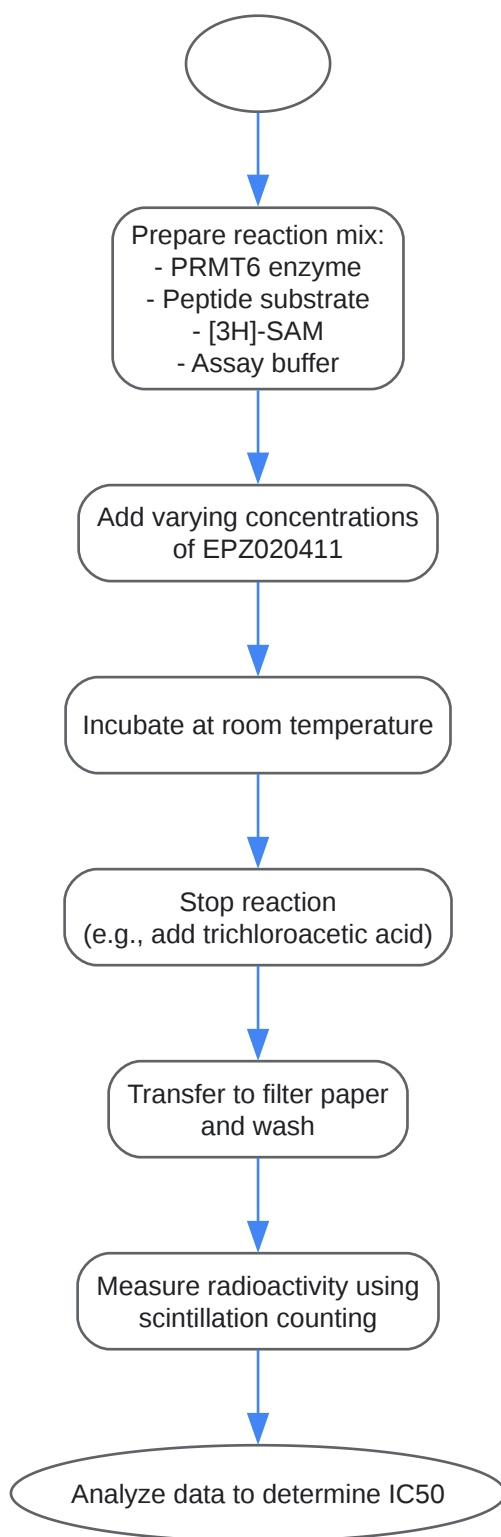 Prepare reaction mix:
- PRMT6 enzyme
- Peptide substrate
- [3H]-SAM
- Assay buffer
Add varying concentrations
of EPZ020411
Incubate at room temperature
Stop reaction
(e.g., add trichloroacetic acid)
Transfer to filter paper
and wash
Measure radioactivity using
scintillation counting
Analyze data to determine IC50